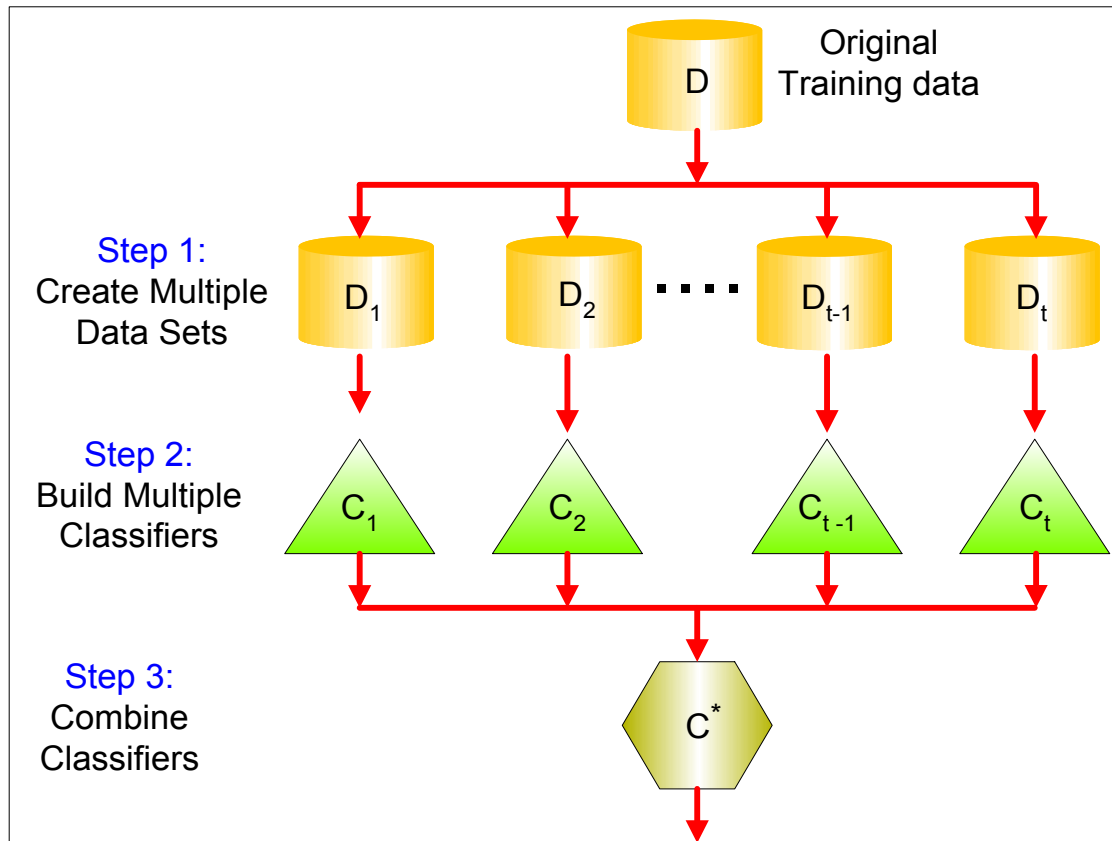 Original
Training data
D
Step 1:
Create Multiple
Data Sets
D1
D2
Dt-1
Dt
Step 2:
Build Multiple
Classifiers
C1
C2
Ct -1
Ct
Step 3:
Combine
Classifiers
C*